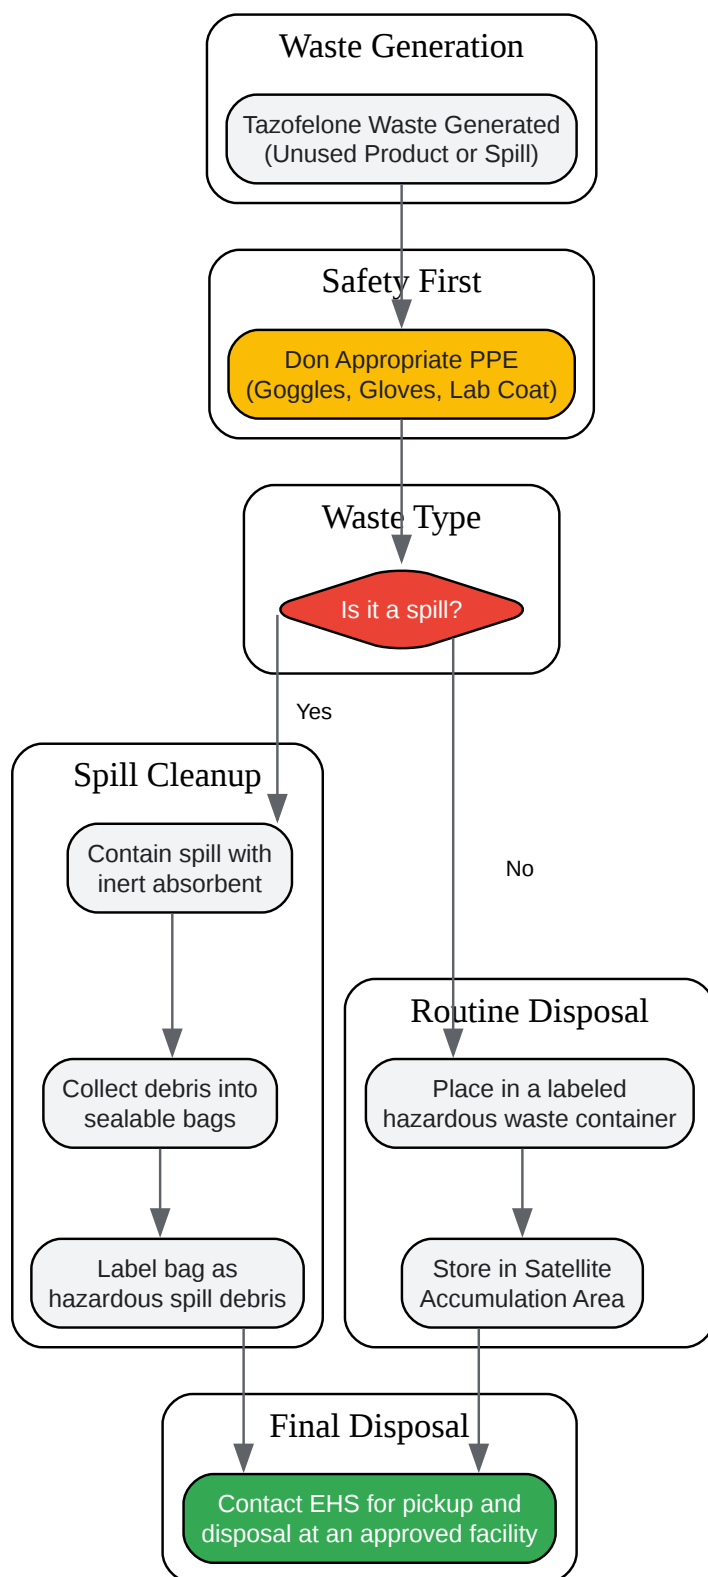 Waste Generation
Tazofelone Waste Generated
(Unused Product or Spill)
Safety First
Don Appropriate PPE
(Goggles, Gloves, Lab Coat)
Waste Type
Is it a spill?
Yes
Spill Cleanup
Contain spill with
inert absorbent
Collect debris into
sealable bags
Label bag as
hazardous spill debris
No
Routine Disposal
Place in a labeled
hazardous waste container
Store in Satellite
Accumulation Area
Final Disposal
Contact EHS for pickup and
disposal at an approved facility